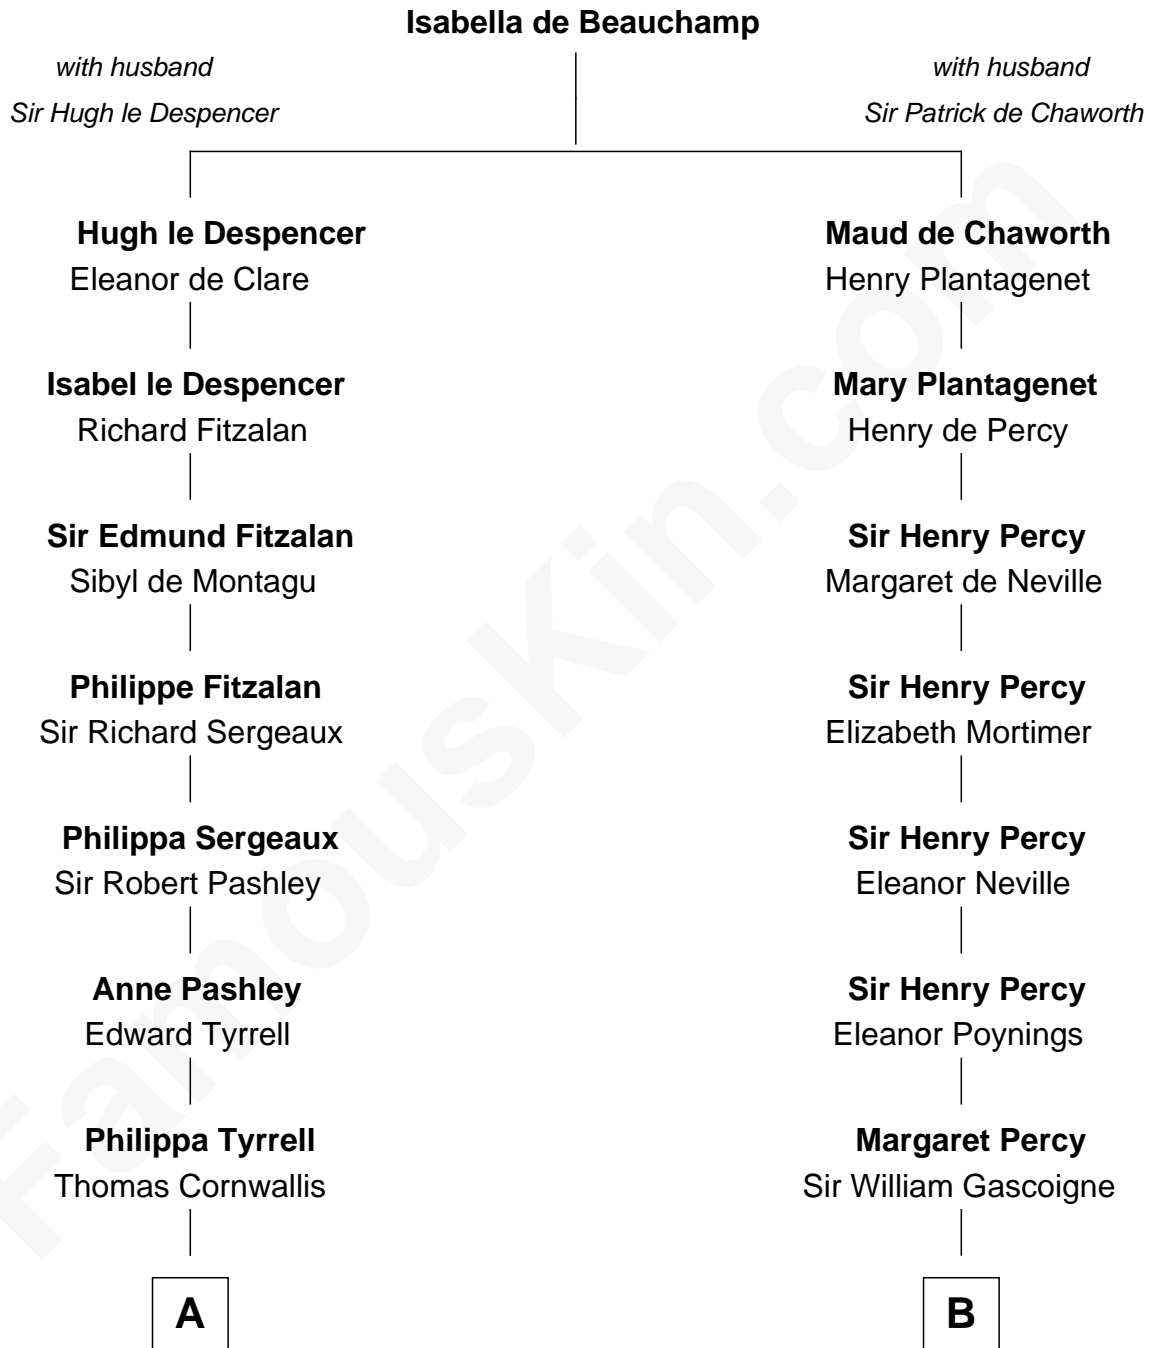 Isabella de Beauchamp
with husband
Sir Hugh le Despencer
with husband
Sir Patrick de Chaworth
Hugh le Despencer
Eleanor de Clare
Maud de Chaworth
Henry Plantagenet
Isabel le Despencer
Richard Fitzalan
Mary Plantagenet
Henry de Percy
Sir Edmund Fitzalan
Sibyl de Montagu
Sir Henry Percy
Margaret de Neville
Philippe Fitzalan
Sir Richard Sergeaux
Sir Henry Percy
Elizabeth Mortimer
Philippa Sergeaux
Sir Robert Pashley
Sir Henry Percy
Eleanor Neville
Anne Pashley
Edward Tyrrell
Sir Henry Percy
Eleanor Poynings
Philippa Tyrrell
Thomas Cornwallis
Margaret Percy
Sir William Gascoigne
A
B
FamousKin.com